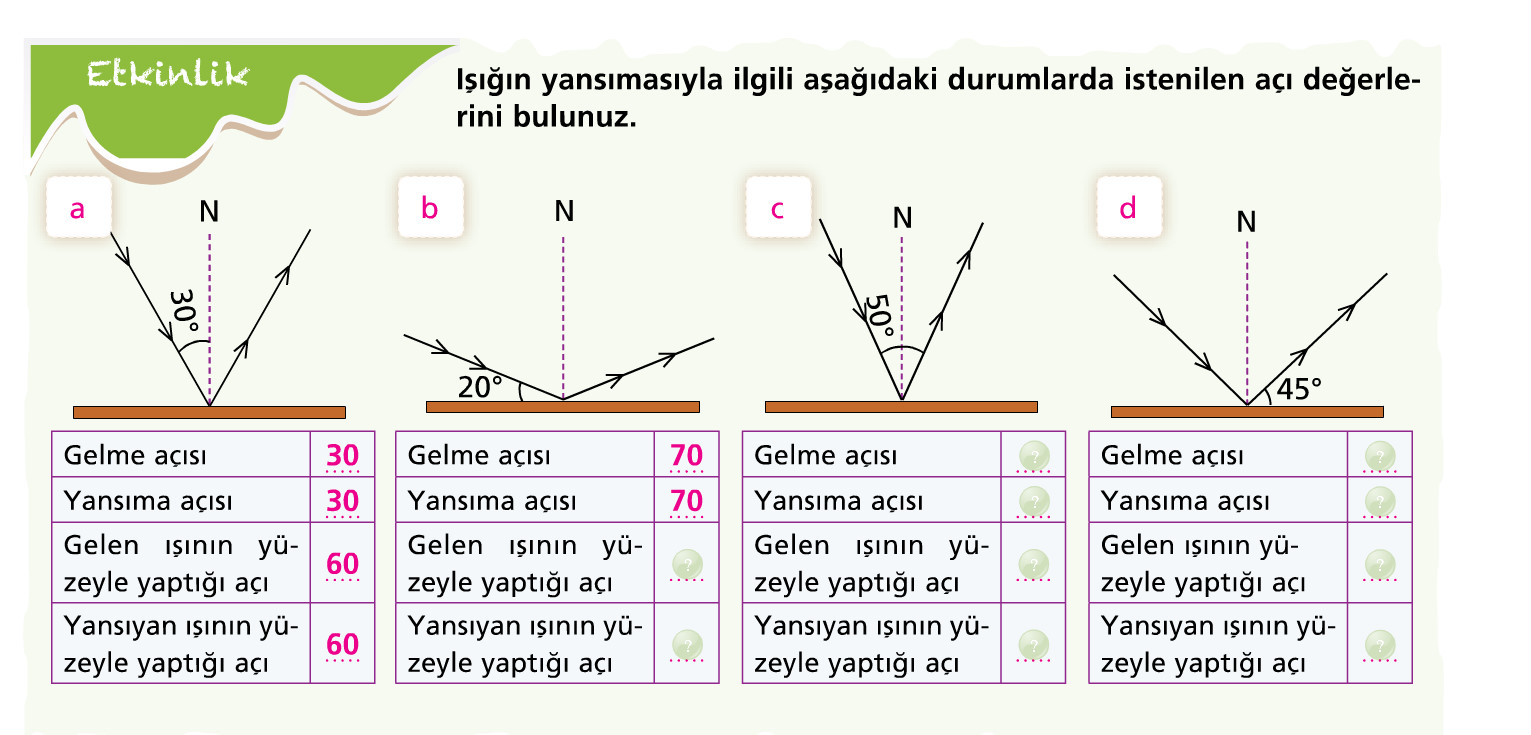 Etkinlik
Işığın yansımasıyla ilgili aşağıdaki durumlarda istenilen açı değerle-
rini bulunuz.
a
N
30°
Gelme açısı 30
Yansıma açısı 30
Gelen ışının yü-
zeyle yaptığı açı 60
Yansıyan ışının yü-
zeyle yaptığı açı 60
b
N
20°
Gelme açısı 70
Yansıma açısı 70
Gelen ışının yü-
zeyle yaptığı açı ?
Yansıyan ışının yü-
zeyle yaptığı açı ?
c
N
50°
Gelme açısı ?
Yansıma açısı ?
Gelen ışının yü-
zeyle yaptığı açı ?
Yansıyan ışının yü-
zeyle yaptığı açı ?
d
N
45°
Gelme açısı ?
Yansıma açısı ?
Gelen ışının yü-
zeyle yaptığı açı ?
Yansıyan ışının yü-
zeyle yaptığı açı ?